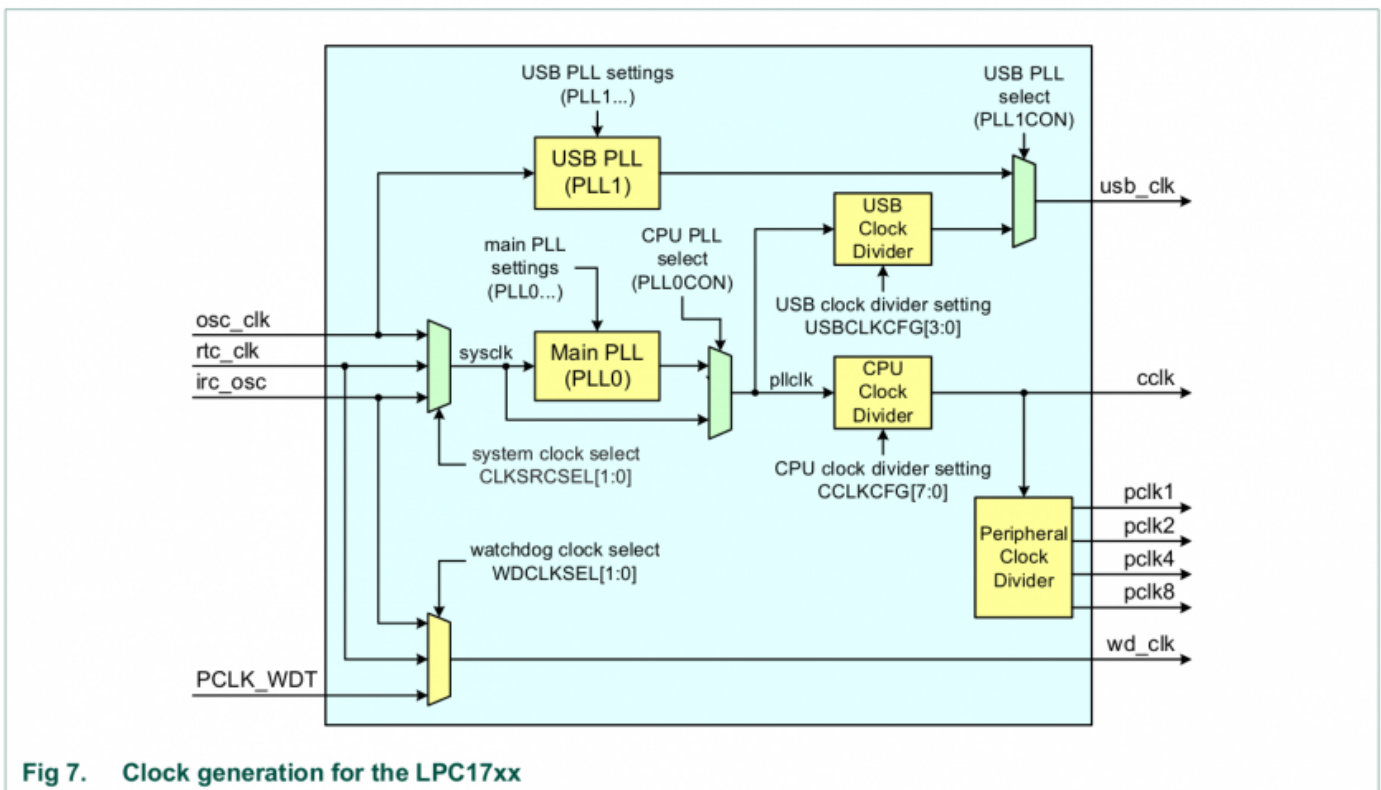 USB PLL settings
(PLL1...)
USB PLL
select
(PLL1CON)
USB PLL
(PLL1)
usb_clk
USB
Clock
Divider
main PLL
settings
(PLL0...)
CPU PLL
select
(PLL0CON)
USB clock divider setting
USBCLKCFG[3:0]
osc_clk
rtc_clk
irc_osc
sysclk
Main PLL
(PLL0)
pllclk
CPU
Clock
Divider
cclk
system clock select
CLKSRCSEL[1:0]
CPU clock divider setting
CCLKCFG[7:0]
pclk1
pclk2
pclk4
pclk8
Peripheral
Clock
Divider
watchdog clock select
WDCLKSEL[1:0]
wd_clk
PCLK_WDT
Fig 7. Clock generation for the LPC17xx